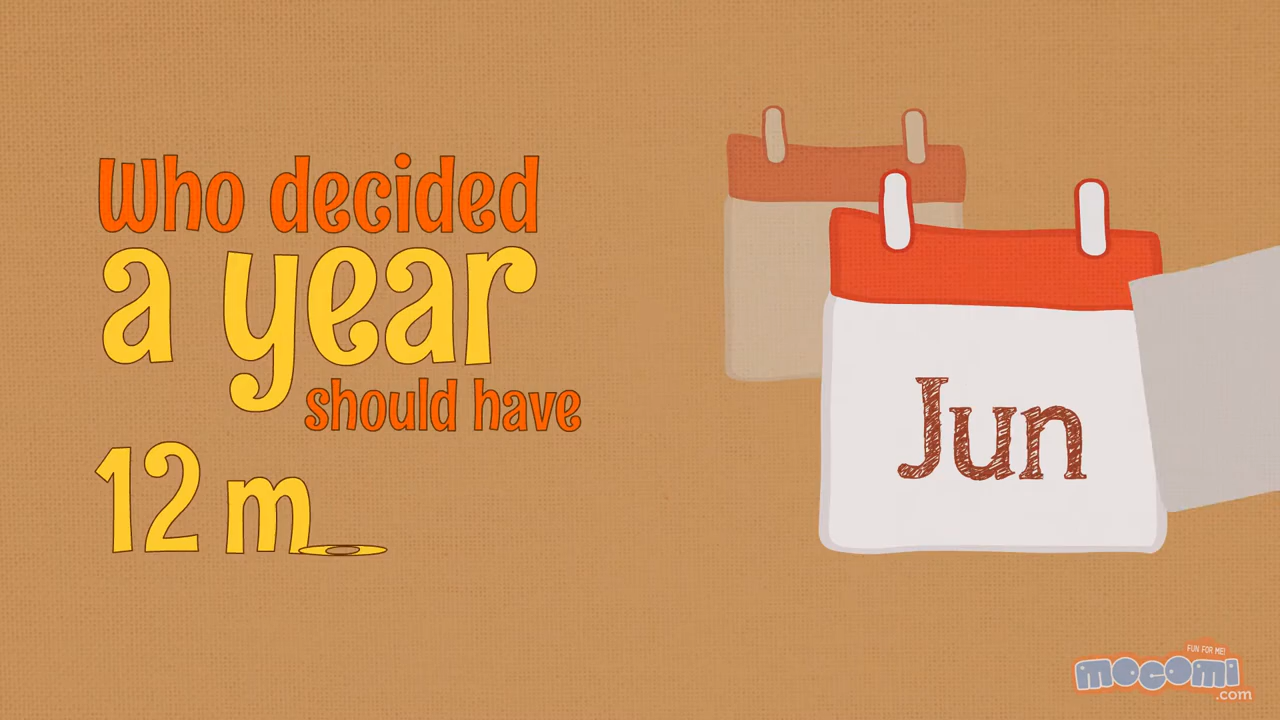 Who decided
a year
should have
12 m
Jun
FUN FOR ME!
mocomi
.com